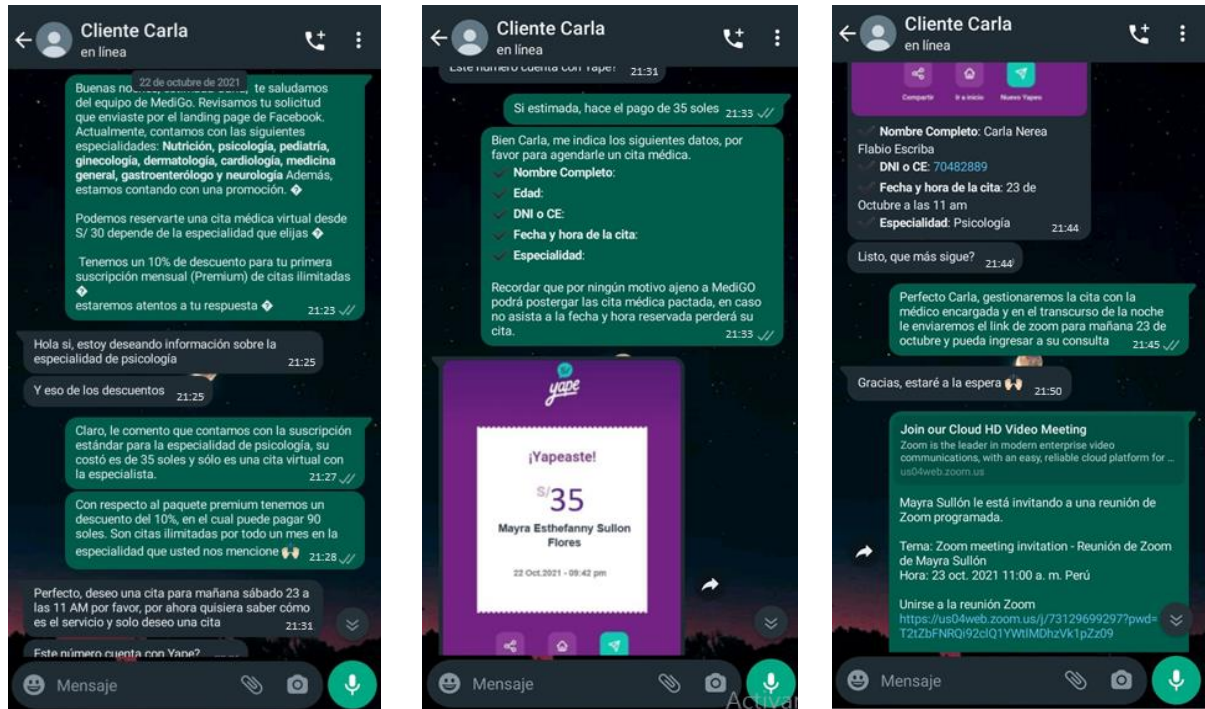 Cliente Carla
en línea
22 de octubre de 2021
Buenas te saludamos
del equipo de MediGo. Revisamos tu solicitud
que enviaste por el landing page de Facebook.
Actualmente, contamos con las siguientes
especialidades: Nutrición, psicología, pediatría,
ginecología, dermatología, cardiología, medicina
general, gastroenterólogo y neurología Además,
estamos contando con una promoción. �
Podemos reservarte una cita médica virtual desde
S/ 30 depende de la especialidad que elijas �
Tenemos un 10% de descuento para tu primera
suscripción mensual (Premium) de citas ilimitadas
�
estaremos atentos a tu respuesta �
21:23
Hola si, estoy deseando información sobre la
especialidad de psicología
21:25
Y eso de los descuentos
21:25
Claro, le comento que contamos con la suscripción
estándar para la especialidad de psicología, su
costó es de 35 soles y sólo es una cita virtual con
la especialista.
21:27
Con respecto al paquete premium tenemos un
descuento del 10%, en el cual puede pagar 90
soles. Son citas ilimitadas por todo un mes en la
especialidad que usted nos mencione 🙌🏻
21:28
Perfecto, deseo una cita para mañana sábado 23 a
las 11 AM por favor, por ahora quisiera saber cómo
es el servicio y solo deseo una cita
21:31
Este número cuenta con Yape?
Mensaje
Cliente Carla
en línea
Este número cuenta con Yape?
21:31
Si estimada, hace el pago de 35 soles
21:33
Bien Carla, me indica los siguientes datos, por
favor para agendarle un cita médica.
✔ Nombre Completo:
✔ Edad:
✔ DNI o CE:
✔ Fecha y hora de la cita:
✔ Especialidad:
Recordar que por ningún motivo ajeno a MediGO
podrá postergar las cita médica pactada, en caso
no asista a la fecha y hora reservada perderá su
cita.
21:33
yape
¡Yapeaste!
S/35
Mayra Esthefanny Sullon
Flores
22 Oct.2021 - 09:42 pm
Mensaje
Activar
Cliente Carla
en línea
Compartir
Ir a inicio
Nuevo Yapeo
✔ Nombre Completo: Carla Nerea
Flabio Escriba
✔ DNI o CE: 70482889
✔ Fecha y hora de la cita: 23 de
Octubre a las 11 am
✔ Especialidad: Psicología
21:44
Listo, que más sigue?
21:44
Perfecto Carla, gestionaremos la cita con la
médico encargada y en el transcurso de la noche
le enviaremos el link de zoom para mañana 23 de
octubre y pueda ingresar a su consulta
21:45
Gracias, estaré a la espera 🙌🏻
21:50
Join our Cloud HD Video Meeting
Zoom is the leader in modern enterprise video
communications, with an easy, reliable cloud platform for ...
us04web.zoom.us
Mayra Sullón le está invitando a una reunión de
Zoom programada.
Tema: Zoom meeting invitation - Reunión de Zoom
de Mayra Sullón
Hora: 23 oct. 2021 11:00 a. m. Perú
Unirse a la reunión Zoom
https://us04web.zoom.us/j/73129699297?pwd=
T2tZbFNRQi92clQ1YWtlMDhzVk1pZz09
Mensaje